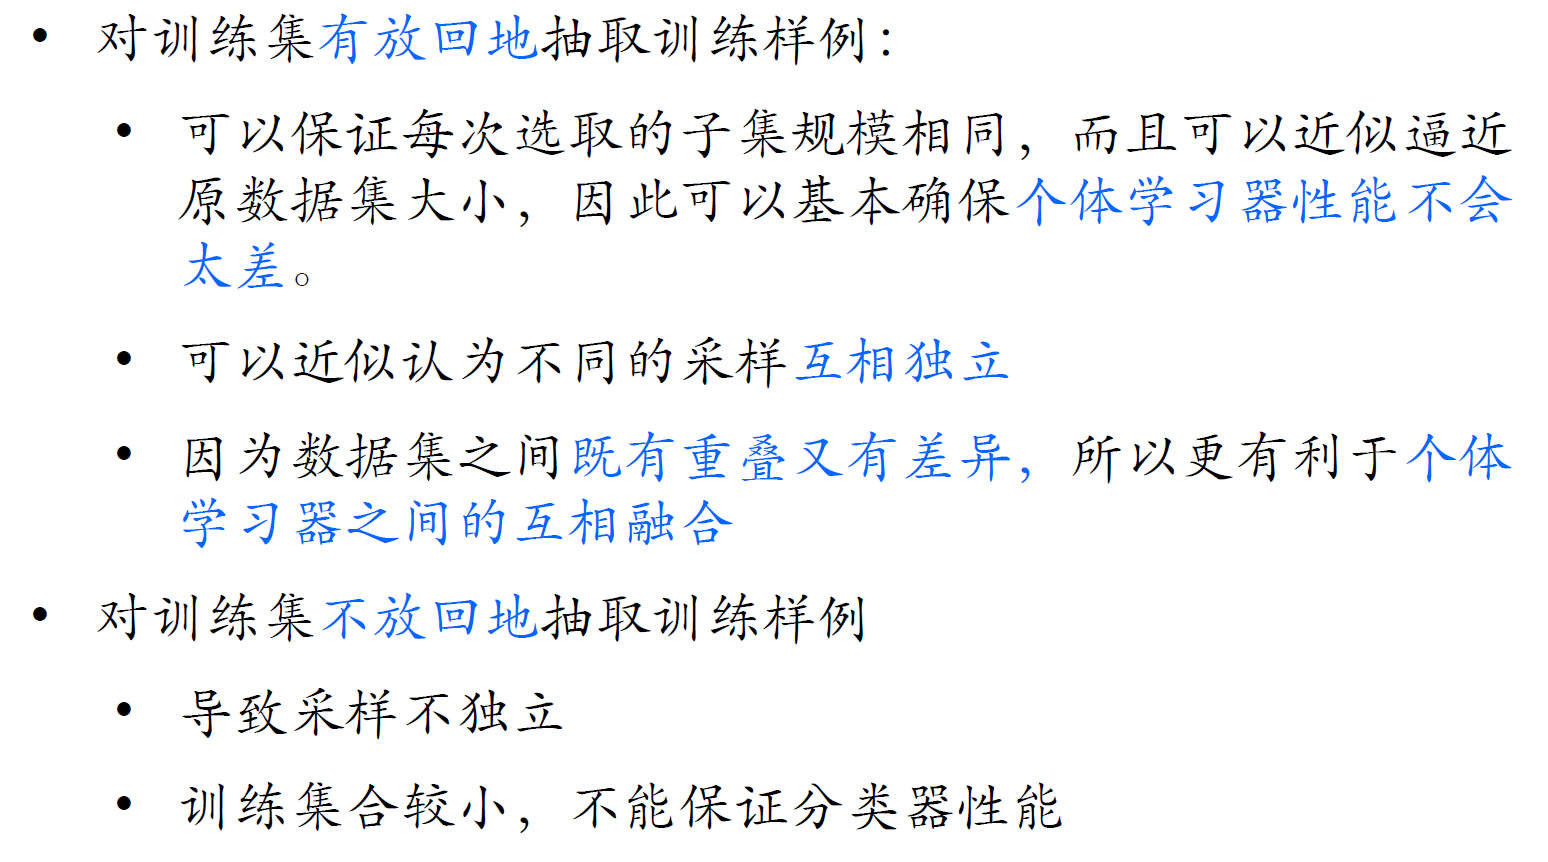 • 对训练集有放回地抽取训练样例：
• 可以保证每次选取的子集规模相同，而且可以近似逼近
原数据集大小，因此可以基本确保个体学习器性能不会
太差。
• 可以近似认为不同的采样互相独立
• 因为数据集之间既有重叠又有差异，所以更有利于个体
学习器之间的互相融合
• 对训练集不放回地抽取训练样例
• 导致采样不独立
• 训练集合较小，不能保证分类器性能